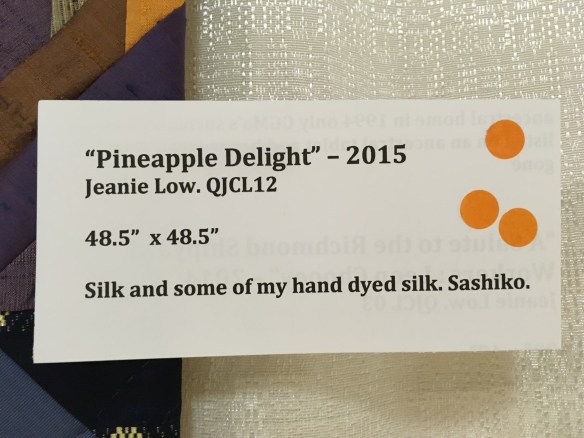 “Pineapple Delight” – 2015
Jeanie Low. QJCL12
48.5” x 48.5”
Silk and some of my hand dyed silk. Sashiko.